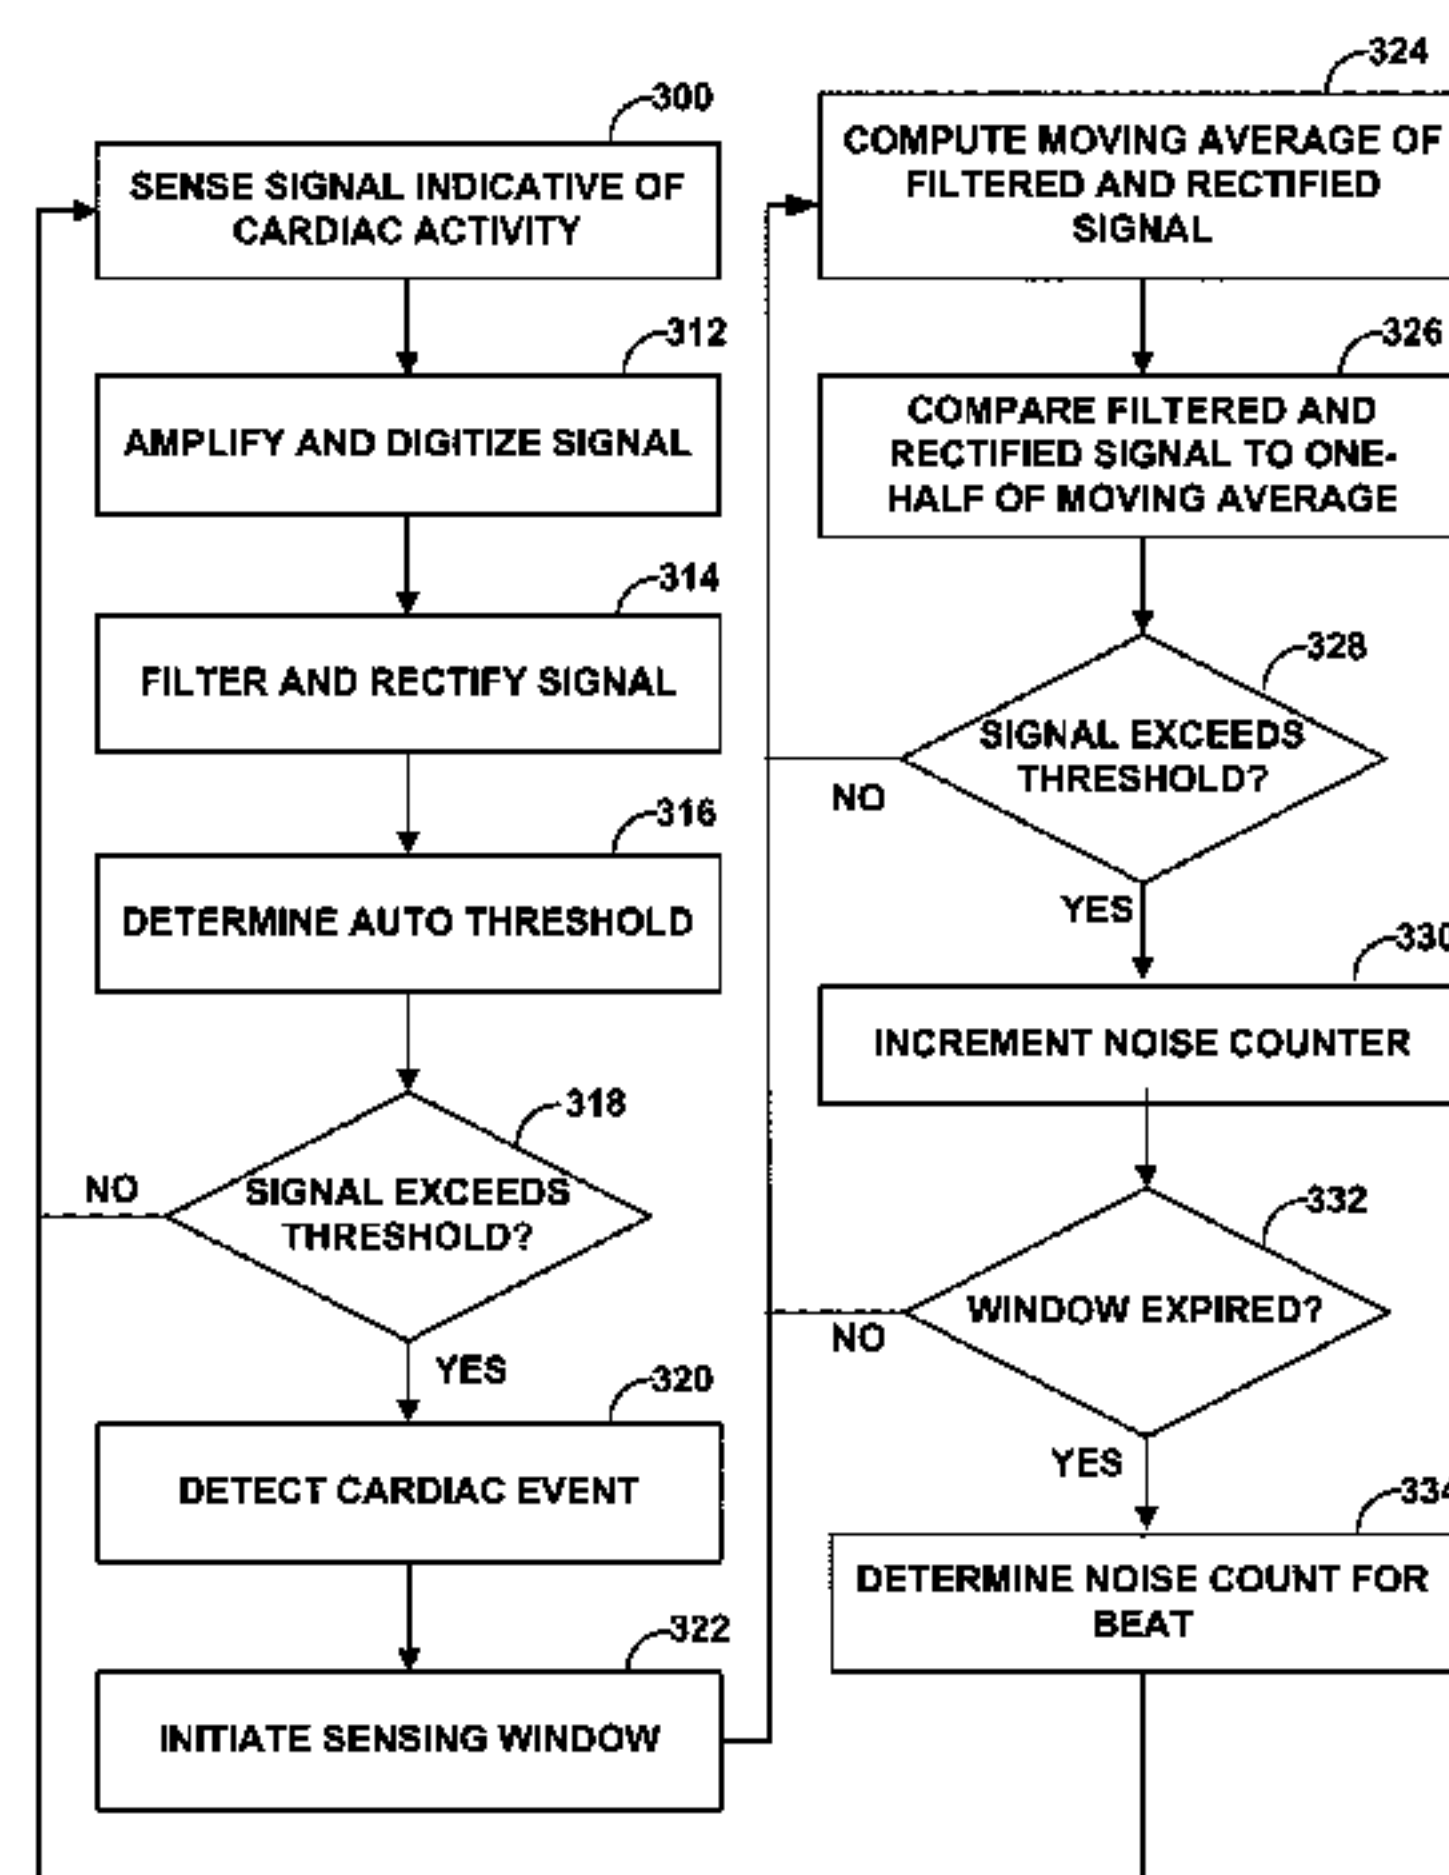 300
SENSE SIGNAL INDICATIVE OF
CARDIAC ACTIVITY
312
AMPLIFY AND DIGITIZE SIGNAL
314
FILTER AND RECTIFY SIGNAL
316
DETERMINE AUTO THRESHOLD
318
SIGNAL EXCEEDS
THRESHOLD?
NO
YES
320
DETECT CARDIAC EVENT
322
INITIATE SENSING WINDOW
324
COMPUTE MOVING AVERAGE OF
FILTERED AND RECTIFIED
SIGNAL
326
COMPARE FILTERED AND
RECTIFIED SIGNAL TO ONE-
HALF OF MOVING AVERAGE
328
SIGNAL EXCEEDS
THRESHOLD?
NO
YES
330
INCREMENT NOISE COUNTER
332
WINDOW EXPIRED?
NO
YES
334
DETERMINE NOISE COUNT FOR
BEAT